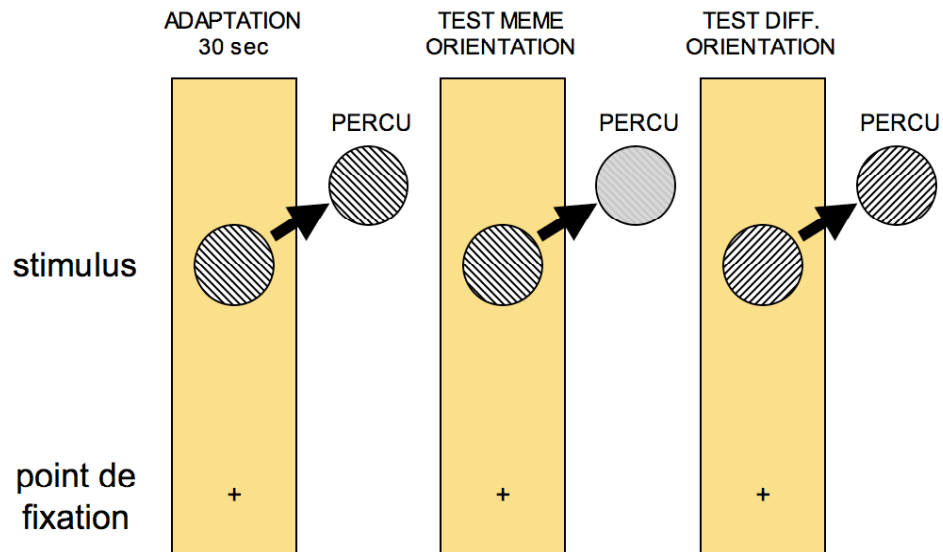 ADAPTATION
30 sec
TEST MEME
ORIENTATION
TEST DIFF.
ORIENTATION
PERCU
PERCU
PERCU
stimulus
point de
fixation
+
+
+